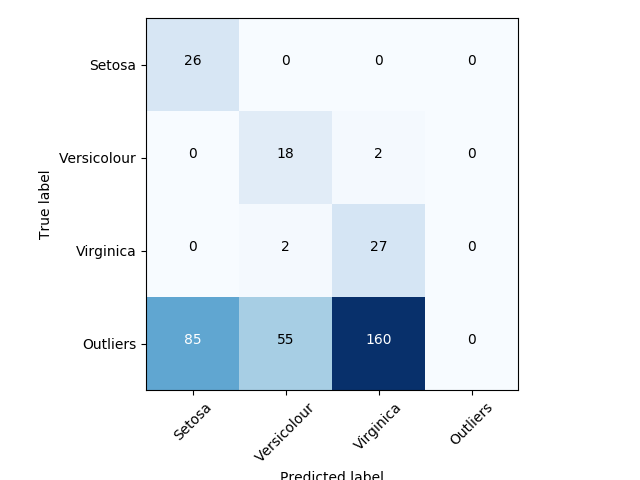 Setosa 26 0 0 0
Versicolour 0 18 2 0
Virginica 0 2 27 0
Outliers 85 55 160 0
True label
Setosa Versicolour Virginica Outliers
Predicted label